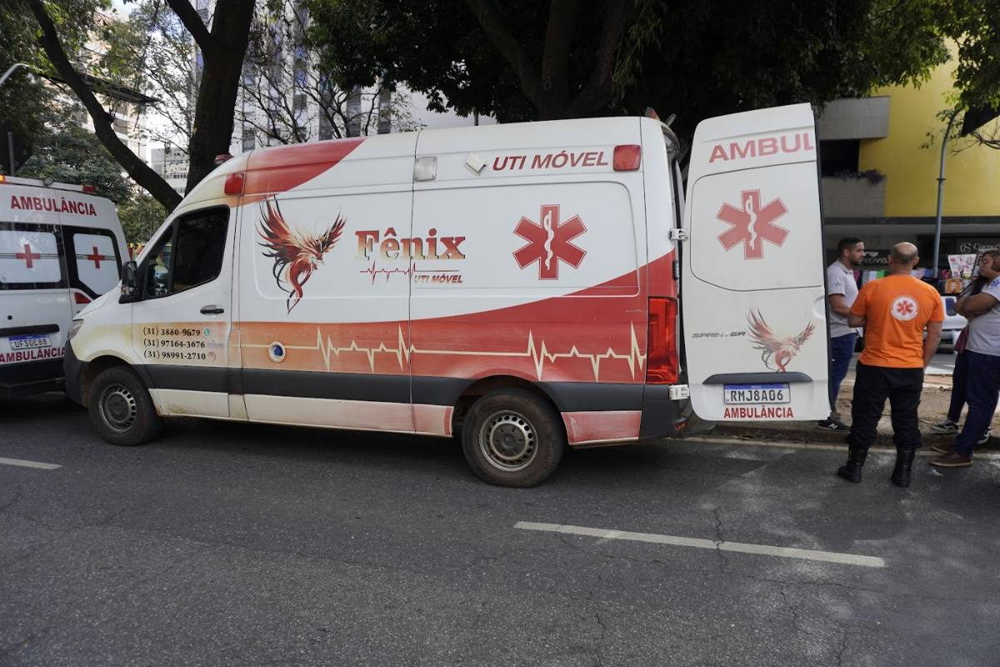 AMBULÂNCIA
UFS0E88
AMBULÂNCIA
UTI MÓVEL
Fênix
UTI MÓVEL
(31) 3860-9679
(31) 97164-3676
(31) 98991-2710
AMBUL
SPRINTER
RMJ8A06
AMBULÂNCIA